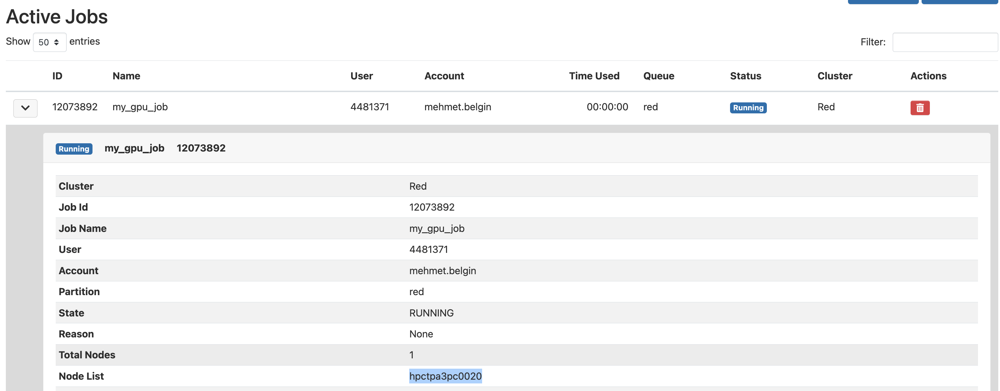 Active Jobs
Show 50 entries
Filter:
ID Name User Account Time Used Queue Status Cluster Actions
12073892 my_gpu_job 4481371 mehmet.belgin 00:00:00 red Running Red
Running my_gpu_job 12073892
Cluster Red
Job Id 12073892
Job Name my_gpu_job
User 4481371
Account mehmet.belgin
Partition red
State RUNNING
Reason None
Total Nodes 1
Node List hpctpa3pc0020